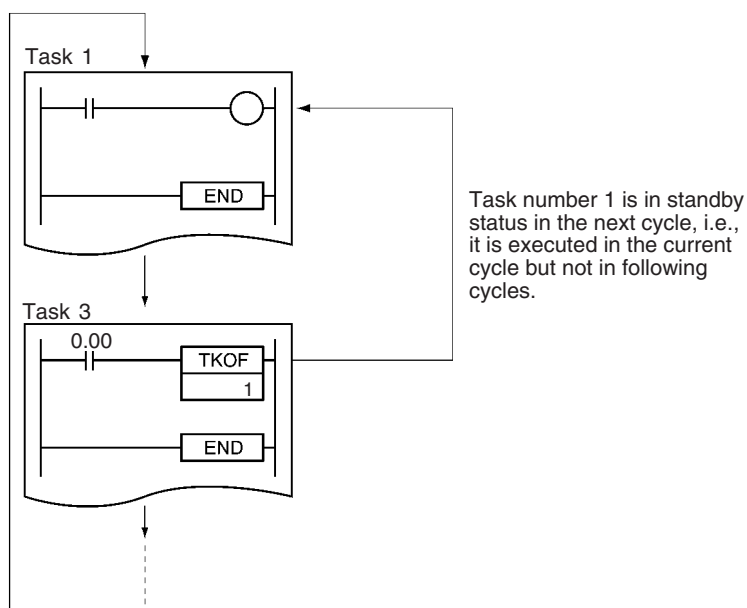 Task 1
END
Task number 1 is in standby
status in the next cycle, i.e.,
it is executed in the current
cycle but not in following
cycles.
Task 3
0.00
TKOF
1
END